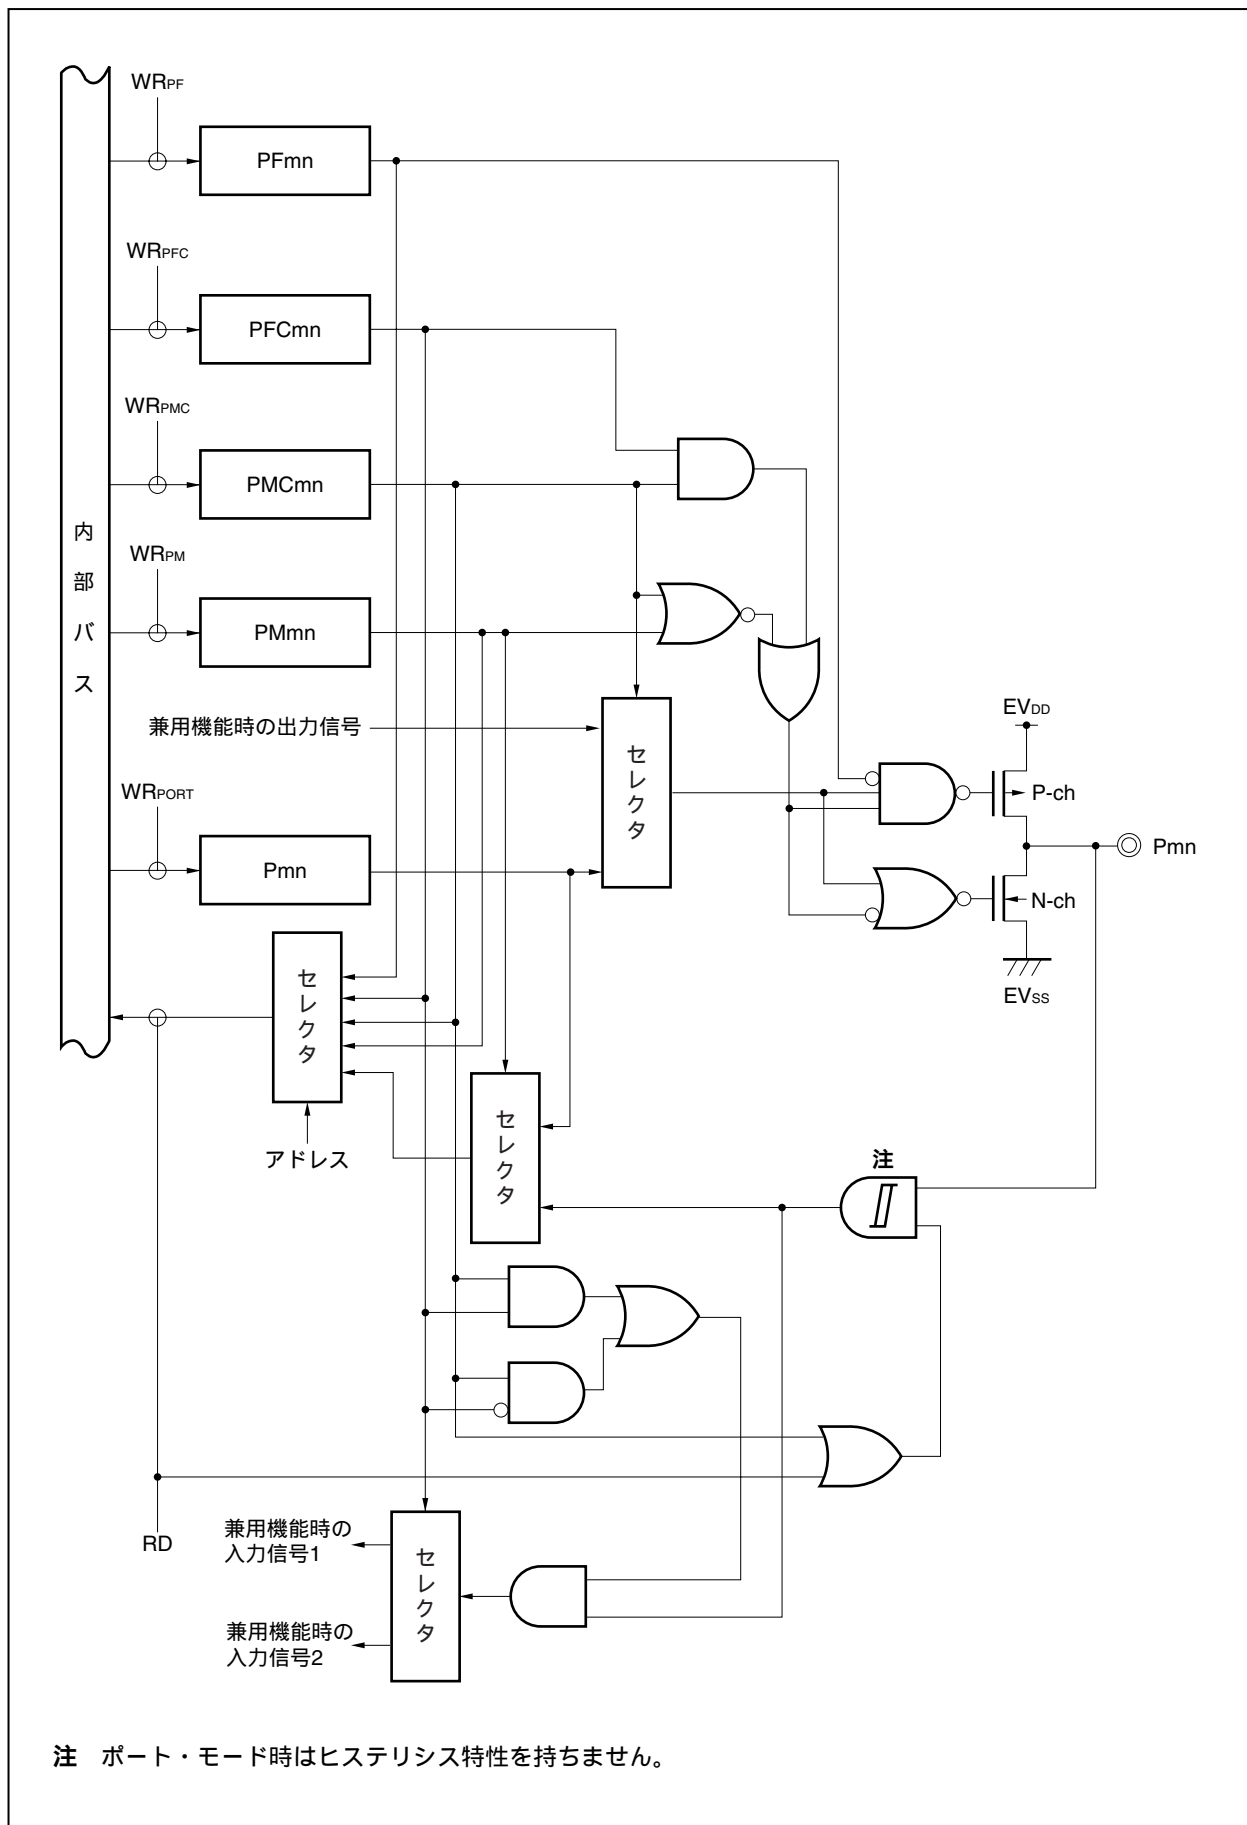 WRPF
PFmn
WRPFC
PFCmn
WRPMC
PMCmn
内部バス
WRPM
PMmn
兼用機能時の出力信号
セレクタ
EVDD
P-ch
WRPORT
Pmn
Pmn
N-ch
EVSS
セレクタ
アドレス
セレクタ
注
RD
兼用機能時の
入力信号1
セレクタ
兼用機能時の
入力信号2
注 ポート・モード時はヒステリシス特性を持ちません。